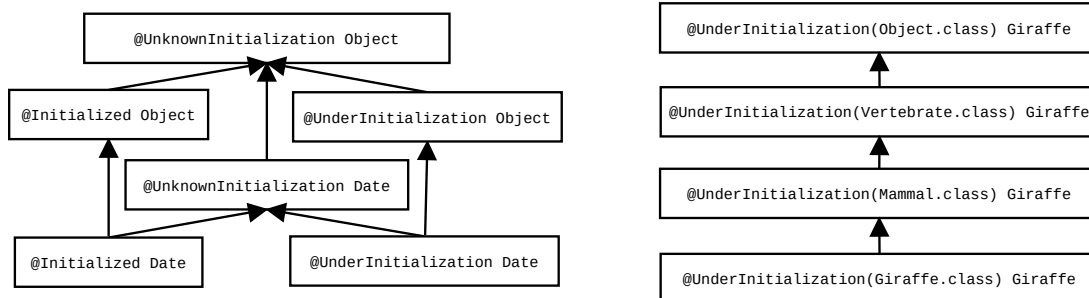 @UnknownInitialization Object
@Initialized Object
@UnderInitialization Object
@UnknownInitialization Date
@Initialized Date
@UnderInitialization Date
@UnderInitialization(Object.class) Giraffe
@UnderInitialization(Vertebrate.class) Giraffe
@UnderInitialization(Mammal.class) Giraffe
@UnderInitialization(Giraffe.class) Giraffe